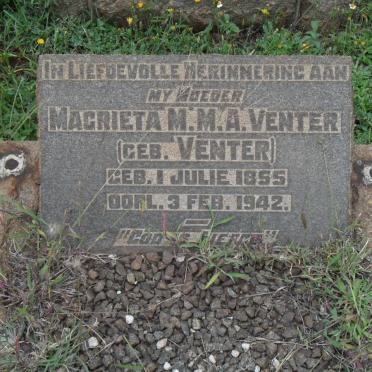 IN LIEFDEVOLLE HERINNERING AAN
MY MOEDER
MAGRIETA M.M.A. VENTER
(GEB. VENTER)
GEB. 1 JULIE 1855
OORL. 3 FEB. 1942.